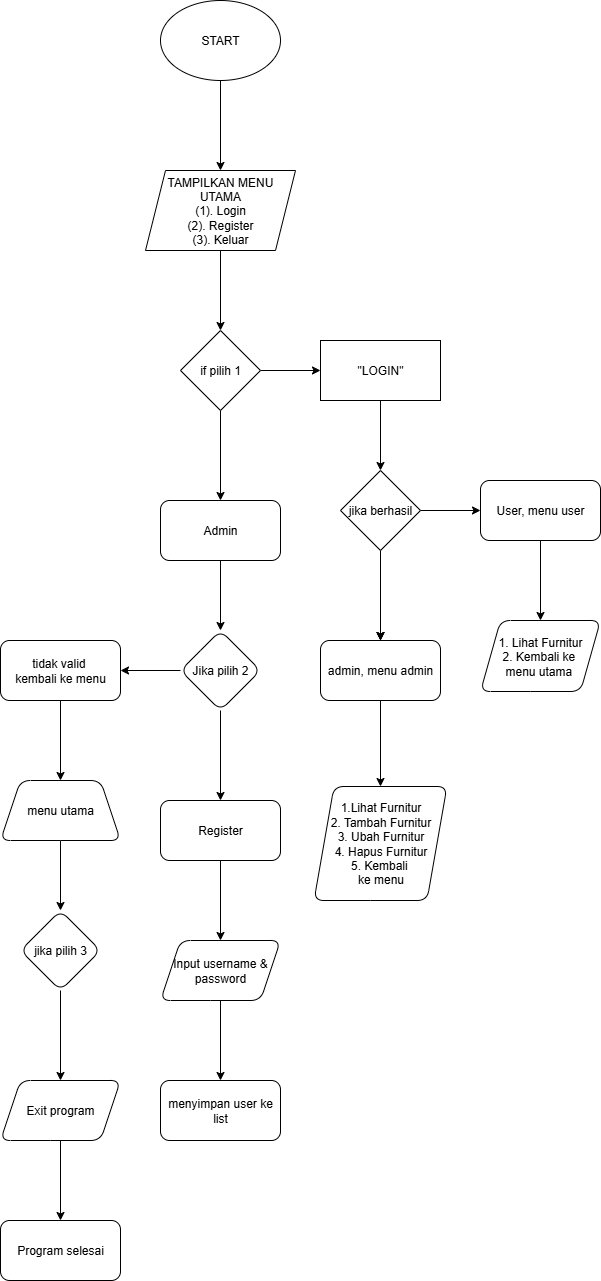 START
TAMPILKAN MENU
UTAMA
(1). Login
(2). Register
(3). Keluar
if pilih 1
"LOGIN"
jika berhasil
User, menu user
Admin
1. Lihat Furnitur
2. Kembali ke
menu utama
tidak valid
kembali ke menu
Jika pilih 2
admin, menu admin
menu utama
Register
1.Lihat Furnitur
2. Tambah Furnitur
3. Ubah Furnitur
4. Hapus Furnitur
5. Kembali
ke menu
jika pilih 3
Input username &
password
Exit program
menyimpan user ke
list
Program selesai